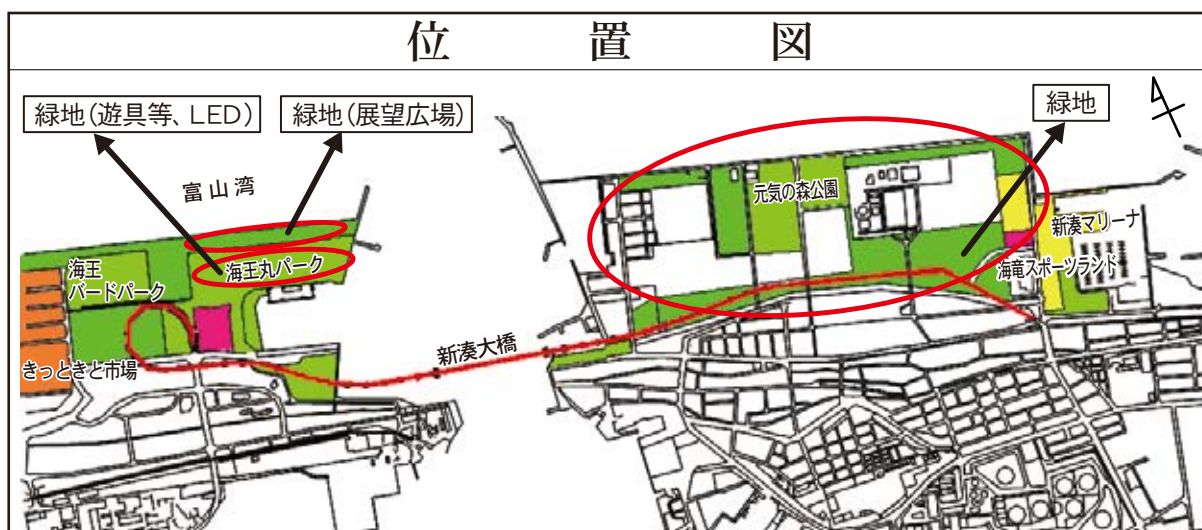 位置図
緑地(遊具等、LED)
緑地(展望広場)
緑地
富山湾
元気の森公園
新湊マリーナ
海王
バードパーク
海王丸パーク
海竜スポーツランド
新湊大橋
きっときと市場